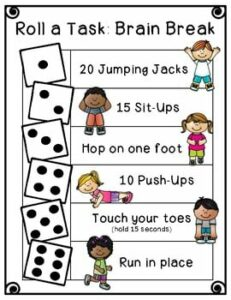 Roll a Task: Brain Break
20 Jumping Jacks
15 Sit-Ups
Hop on one foot
10 Push-Ups
Touch your toes
(hold 15 seconds)
Run in place